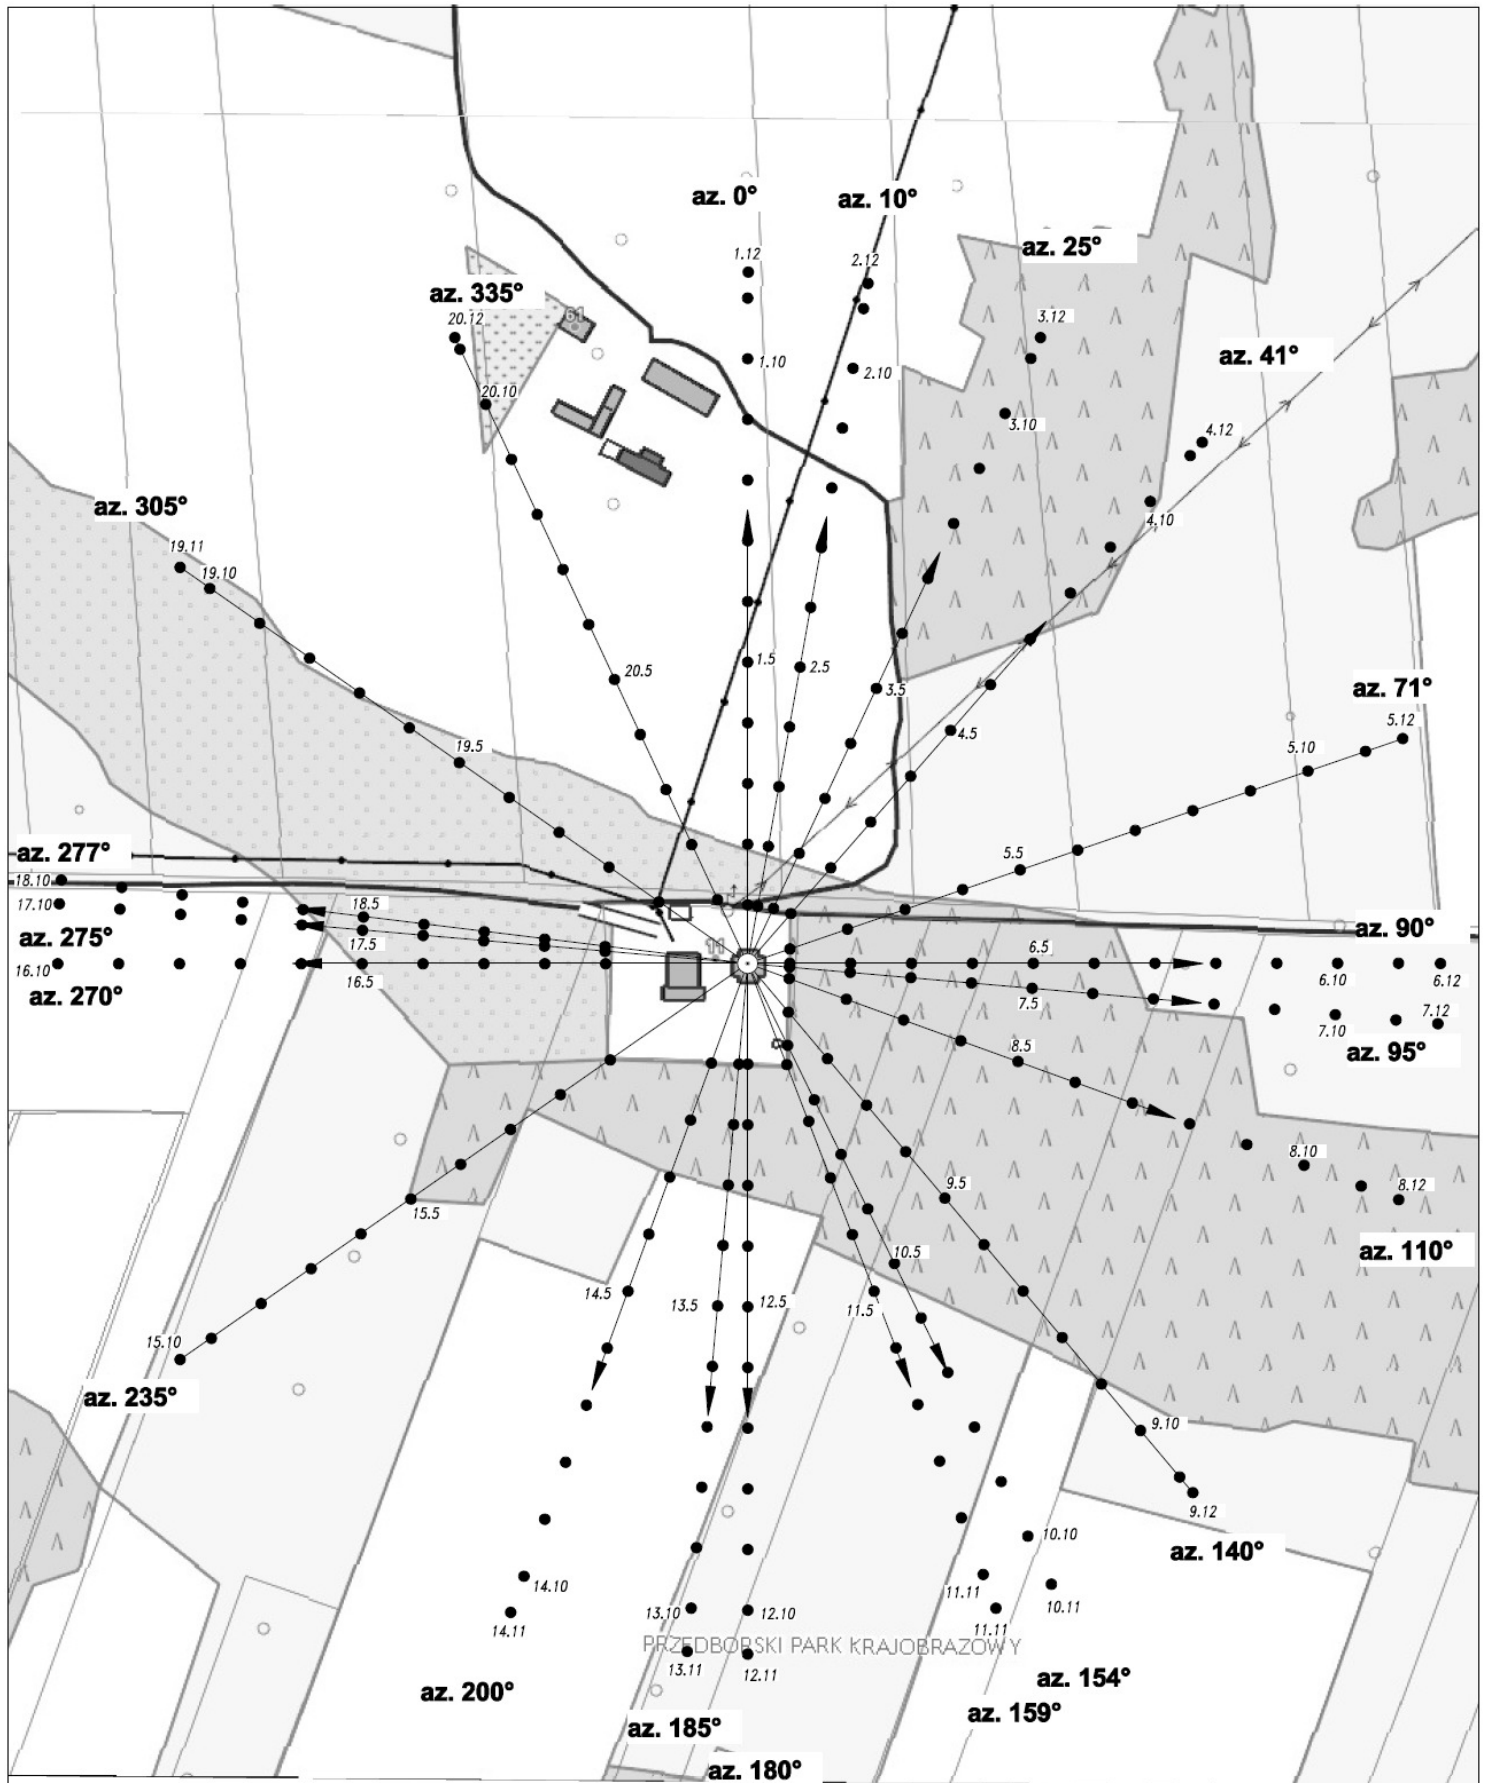 az. 0°
az. 10°
az. 25°
1.12
2.12
az. 335°
20.12
61
3.12
az. 41°
1.10
2.10
20.10
3.10
4.12
az. 305°
4.10
19.11
19.10
20.5
1.5
2.5
3.5
az. 71°
5.12
4.5
19.5
5.10
az. 277°
5.5
18.10
17.10
18.5
az. 90°
az. 275°
17.5
11
6.5
16.10
16.5
6.10
6.12
az. 270°
7.5
7.12
7.10
8.5
az. 95°
8.10
8.12
9.5
15.5
az. 110°
10.5
14.5
13.5
12.5
11.5
15.10
az. 235°
9.10
9.12
10.10
az. 140°
14.10
11.11
13.10
12.10
10.11
14.11
11.11
PRZEDBORSKI PARK KRAJOBRAZOWY
13.11
12.11
az. 154°
az. 200°
az. 159°
az. 185°
az. 180°